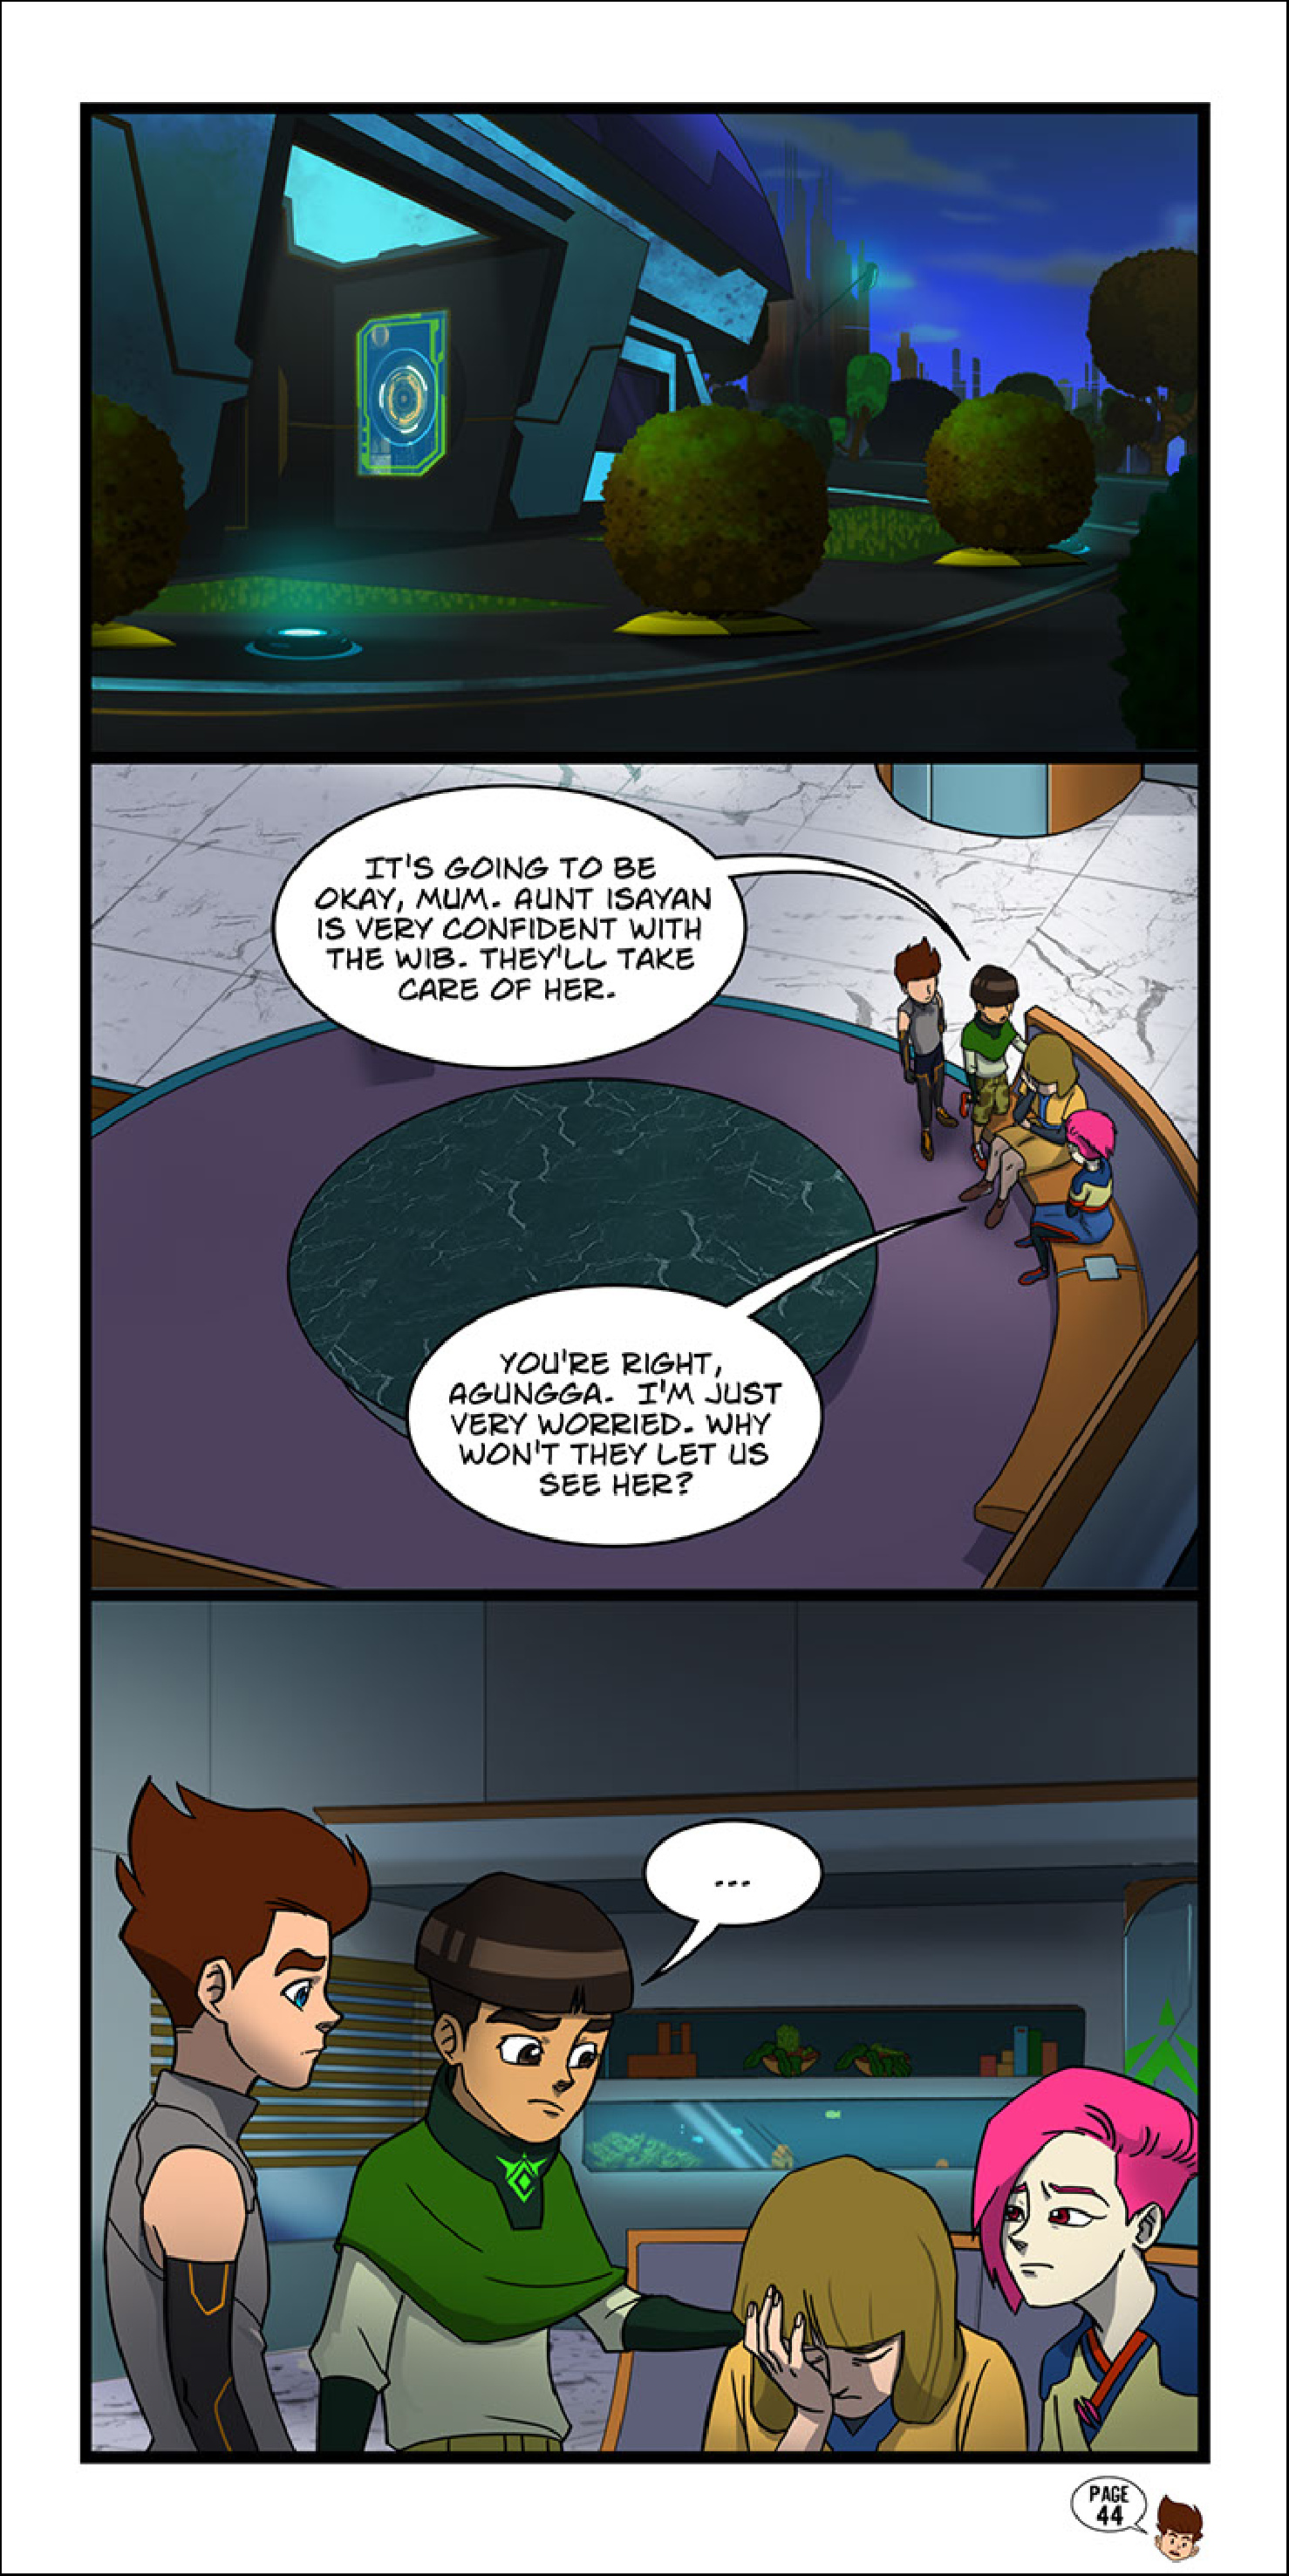 IT'S GOING TO BE
OKAY, MUM. AUNT ISAYAN
IS VERY CONFIDENT WITH
THE WIB. THEY'LL TAKE
CARE OF HER.
YOU'RE RIGHT,
AGUNGGA. I'M JUST
VERY WORRIED. WHY
WON'T THEY LET US
SEE HER?
...
PAGE
44